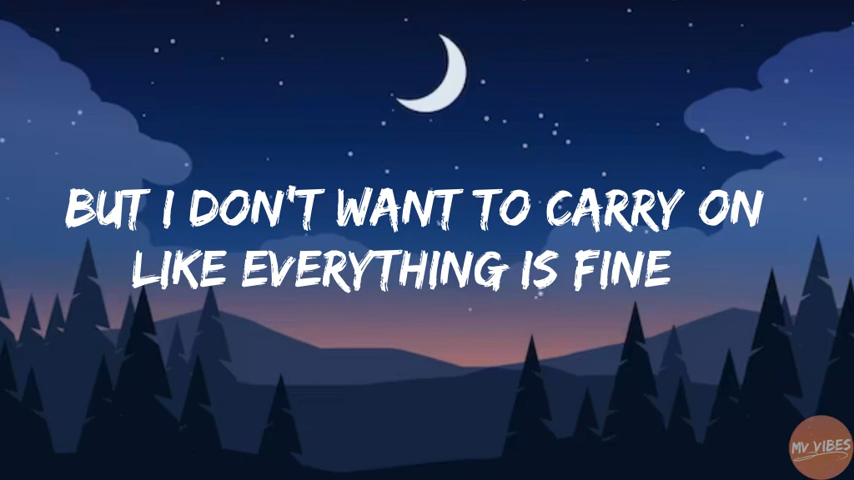 BUT I DON'T WANT TO CARRY ON
LIKE EVERYTHING IS FINE
MV VIBES